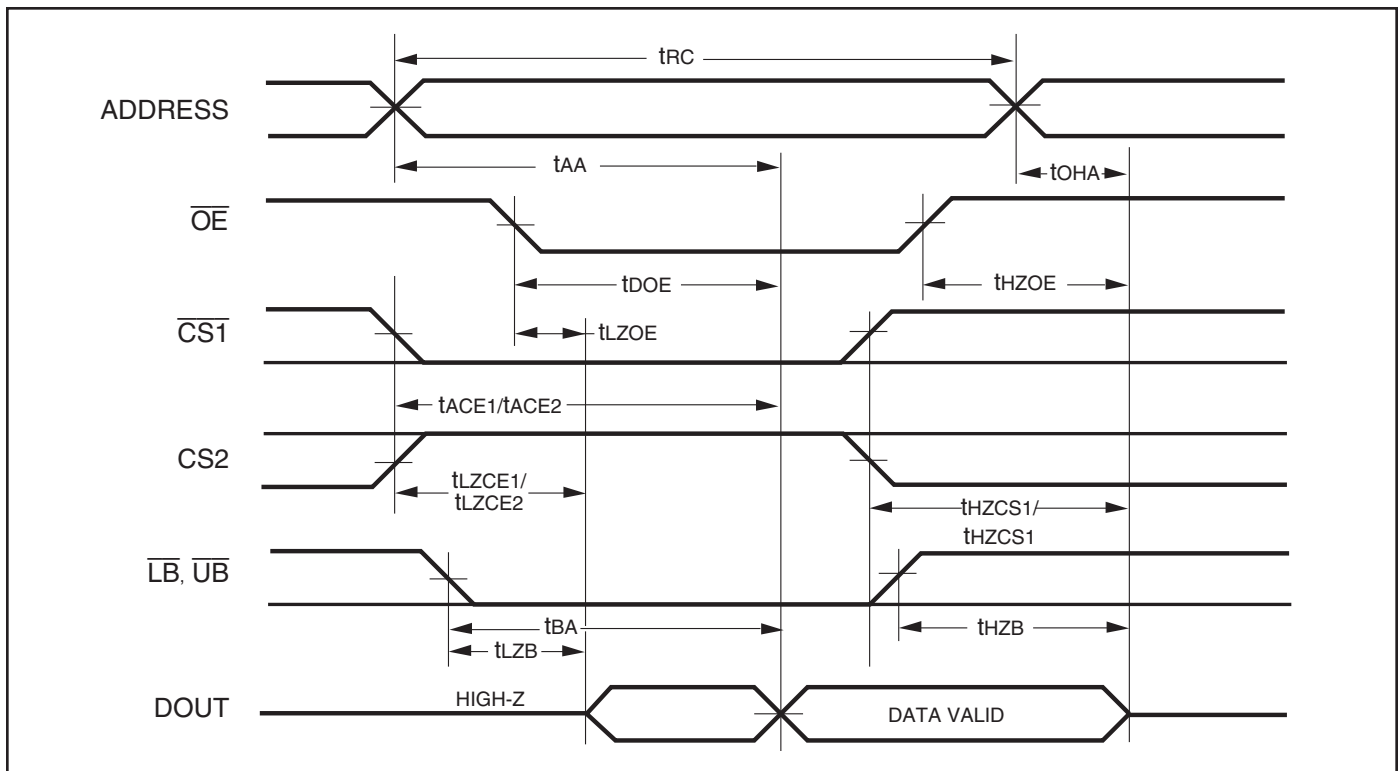 tRC
ADDRESS
tAA
tOHA
OE
tDOE
tHZOE
CS1
tLZOE
tACE1/tACE2
CS2
tLZCE1/
tLZCE2
tHZCS1/
tHZCS1
LB, UB
tBA
tHZB
tLZB
HIGH-Z
DOUT
DATA VALID